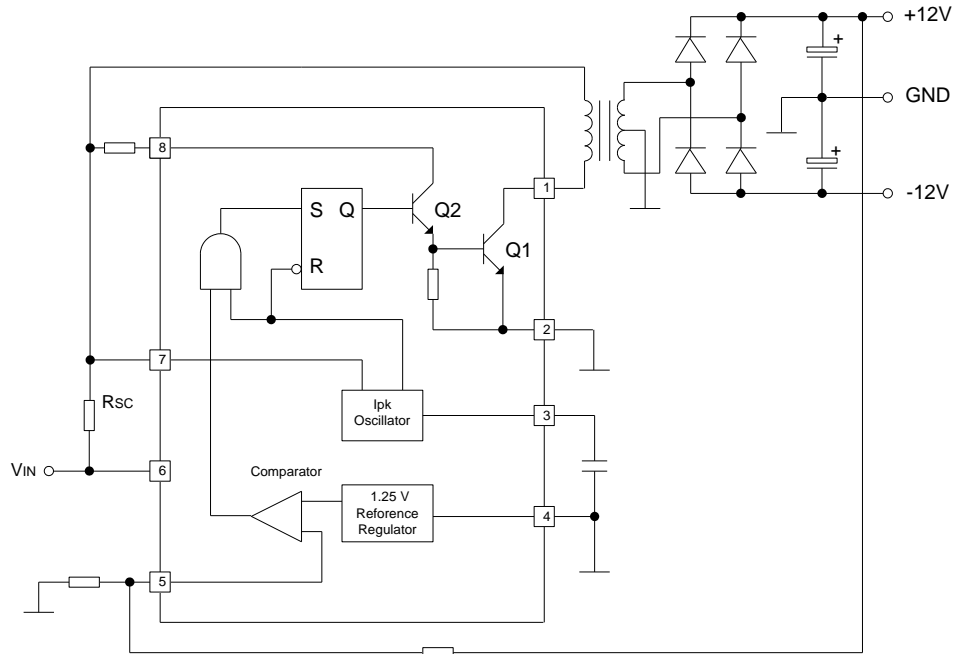 +12V
GND
-12V
8
1
S Q
Q2
Q1
R
2
7
Ipk
Oscillator
3
RSC
VIN
6
Comparator
1.25 V
Reforence
Regulator
4
5
+
+